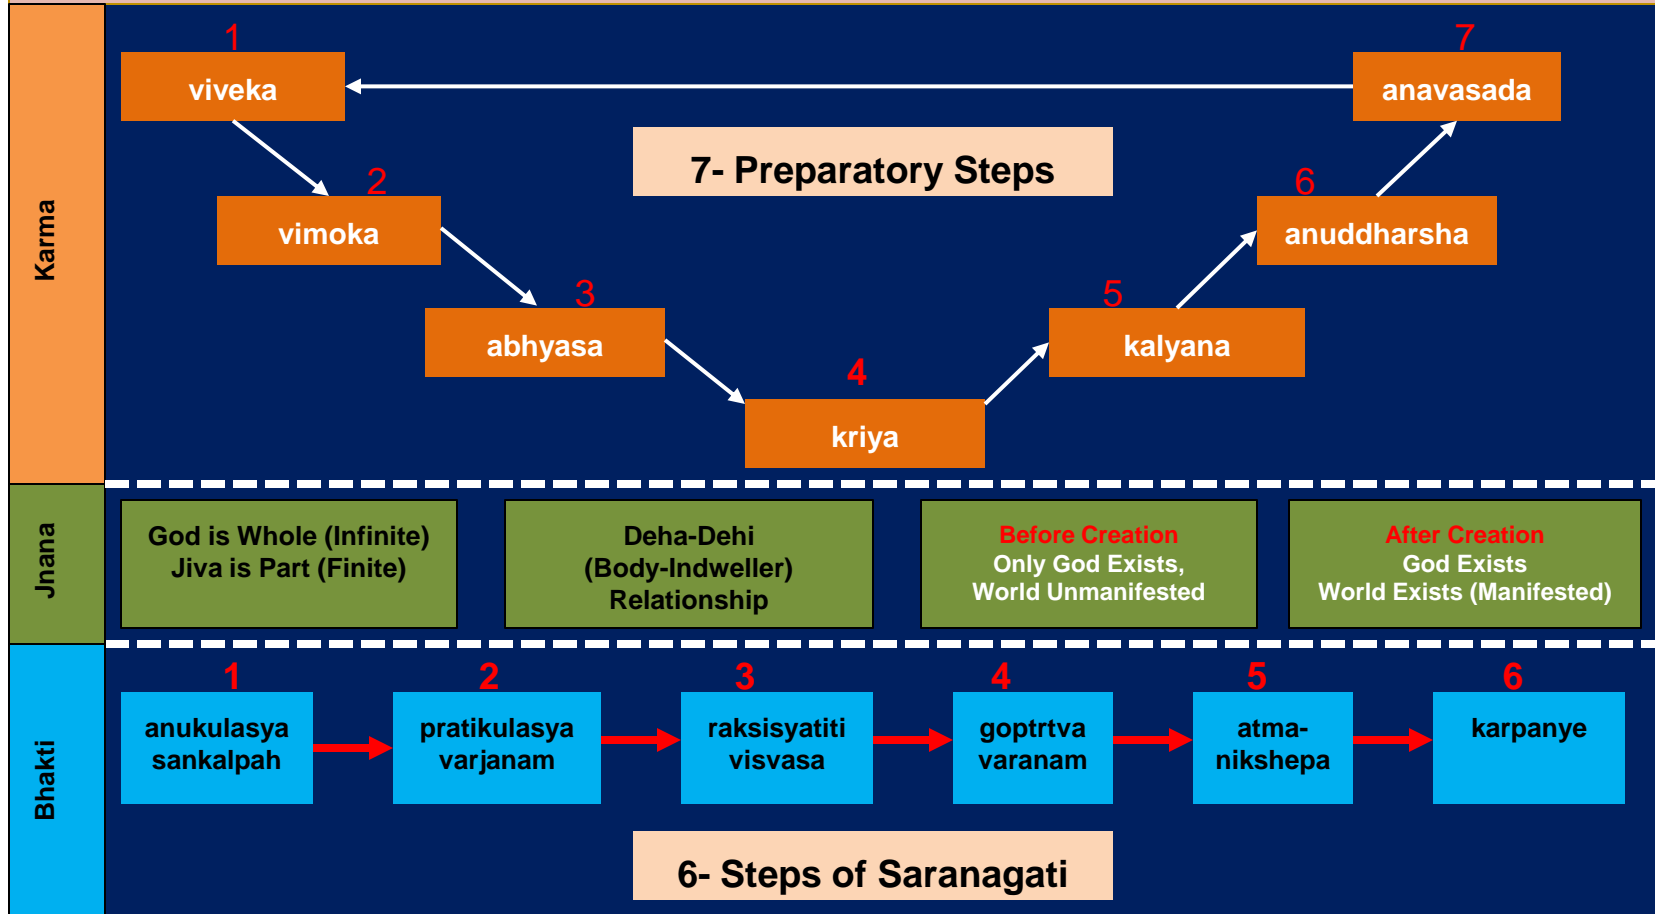 Karma
1
viveka
7
anavasada
7- Preparatory Steps
2
vimoka
6
anuddharsha
3
abhyasa
5
kalyana
4
kriya
Jnana
God is Whole (Infinite)
Jiva is Part (Finite)
Deha-Dehi
(Body-Indweller)
Relationship
Before Creation
Only God Exists,
World Unmanifested
After Creation
God Exists
World Exists (Manifested)
Bhakti
1
anukulasya
sankalpah
2
pratikulasya
varjanam
3
raksisyatiti
visvasa
4
goptrtva
varanam
5
atma-
nikshepa
6
karpanye
6- Steps of Saranagati